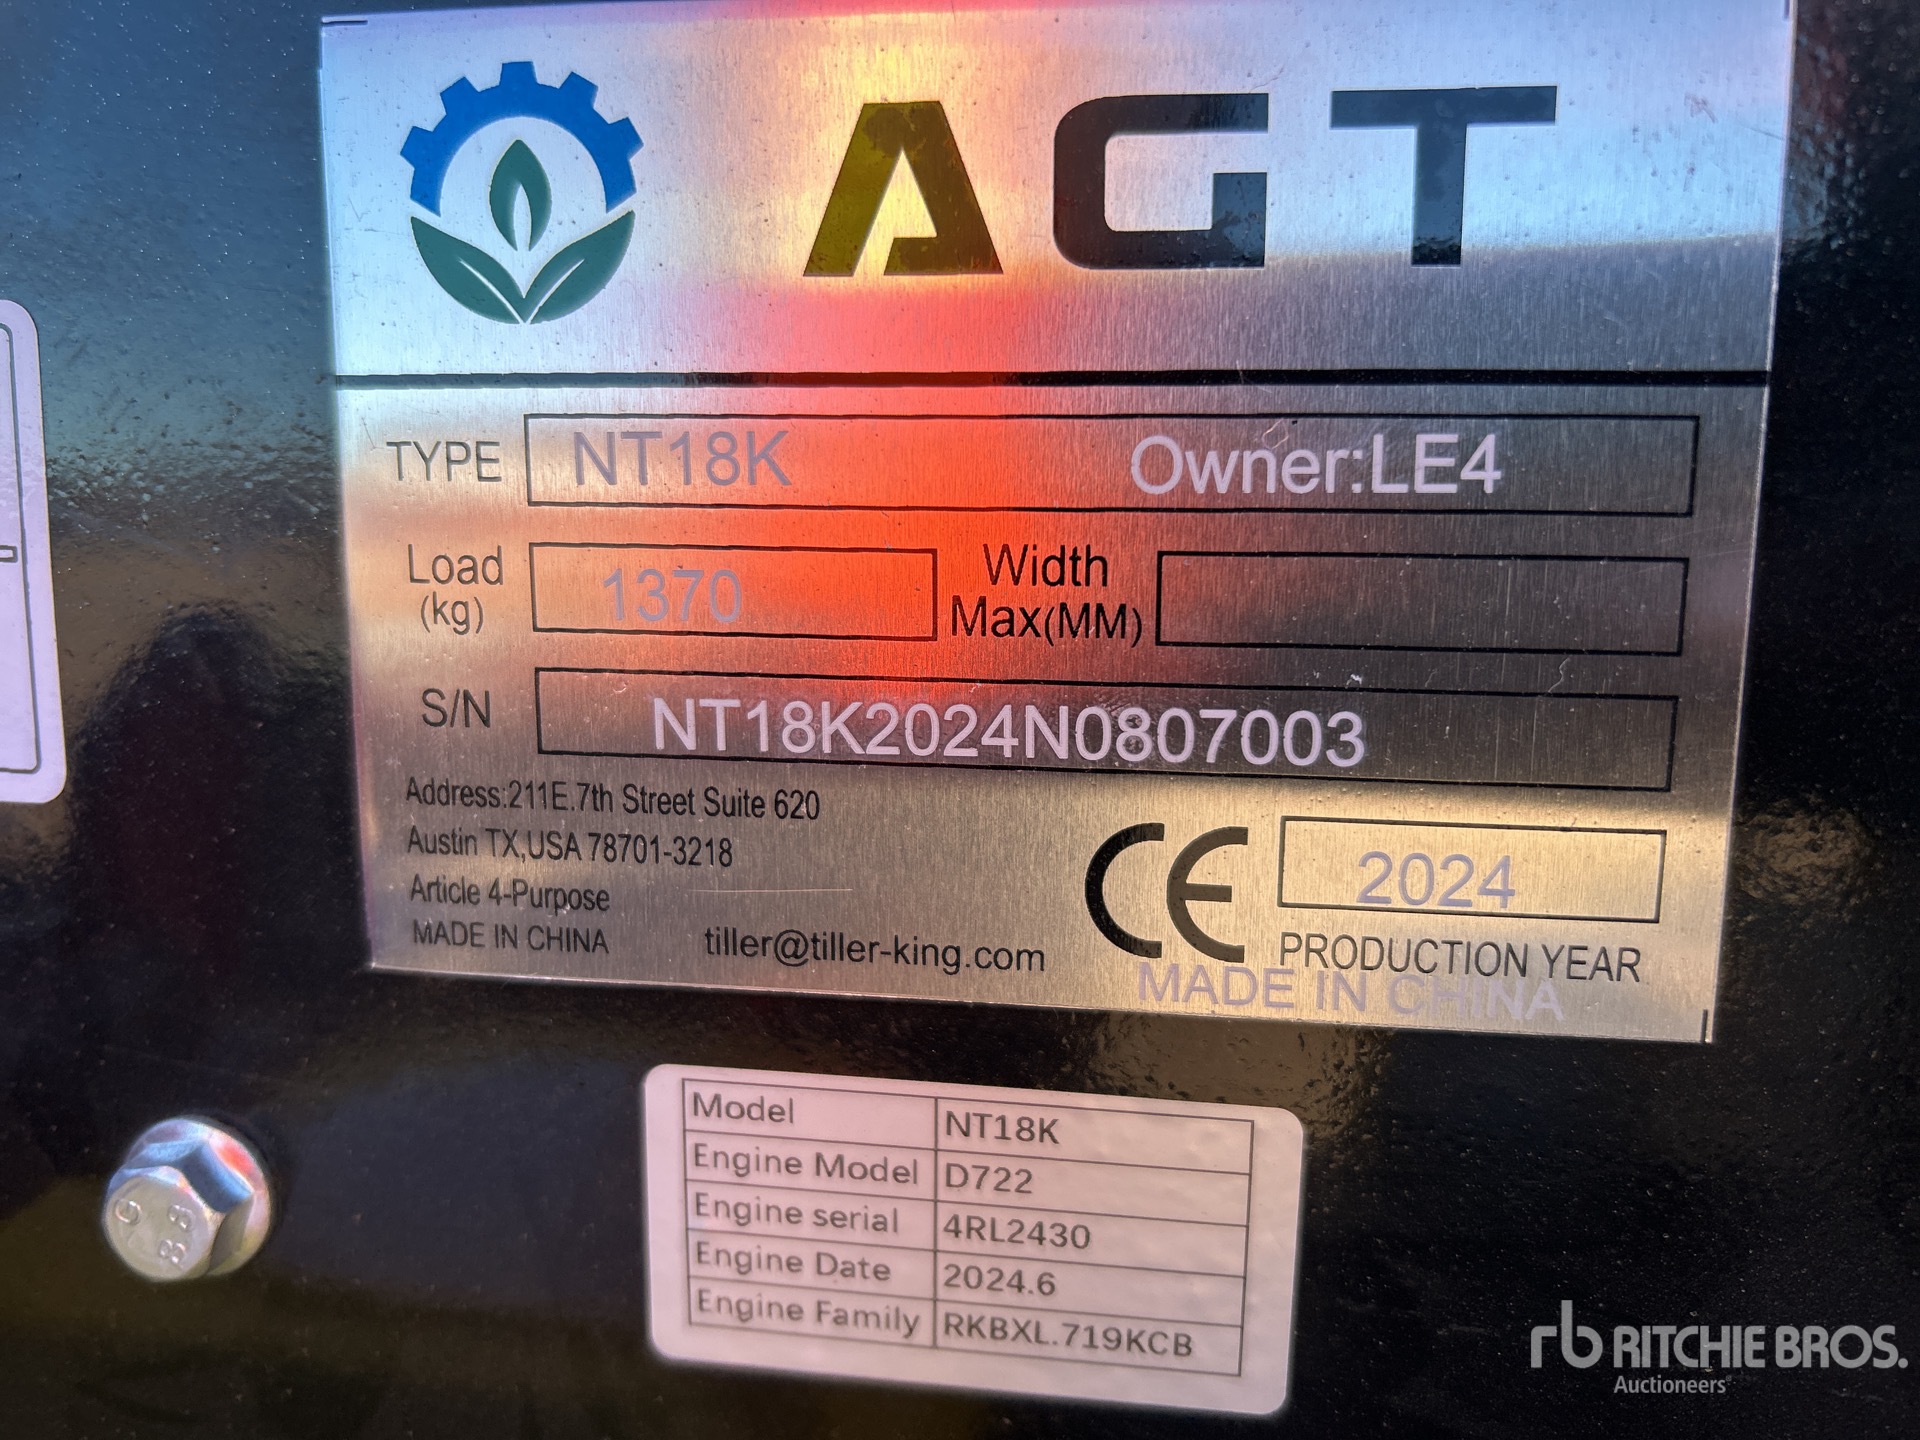 AGT
TYPE NT18K Owner:LE4
Load (kg) 1370 Width Max(MM)
S/N NT18K2024N0807003
Address:211E.7th Street Suite 620
Austin TX,USA 78701-3218
Article 4-Purpose
MADE IN CHINA tiller@tiller-king.com
CE 2024
PRODUCTION YEAR
MADE IN CHINA
Model NT18K
Engine Model D722
Engine serial 4RL2430
Engine Date 2024.6
Engine Family RKBXL.719KCB
rb RITCHIE BROS.
Auctioneers